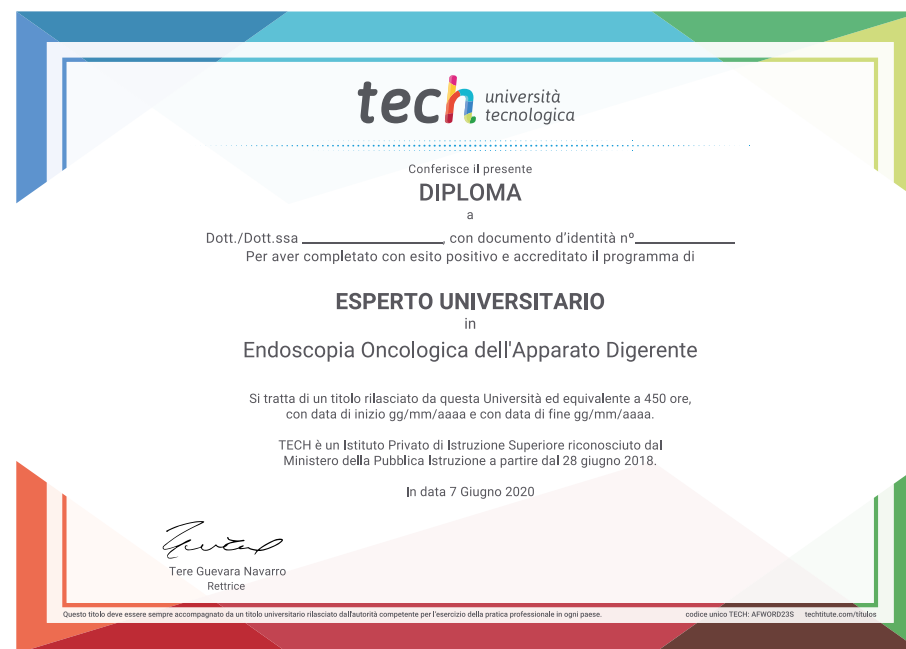 tech università
tecnologica
Conferisce il presente
DIPLOMA
a
Dott./Dott.ssa ____________________, con documento d'identità nº______________
Per aver completato con esito positivo e accreditato il programma di
ESPERTO UNIVERSITARIO
in
Endoscopia Oncologica dell'Apparato Digerente
Si tratta di un titolo rilasciato da questa Università ed equivalente a 450 ore,
con data di inizio gg/mm/aaaa e con data di fine gg/mm/aaaa.
TECH è un Istituto Privato di Istruzione Superiore riconosciuto dal
Ministero della Pubblica Istruzione a partire dal 28 giugno 2018.
In data 7 Giugno 2020
Tere Guevara Navarro
Rettrice
Questo titolo deve essere sempre accompagnato da un titolo universitario rilasciato dall'autorità competente per l'esercizio della pratica professionale in ogni paese. codice unico TECH: AFWORD23S techtitute.com/titulos